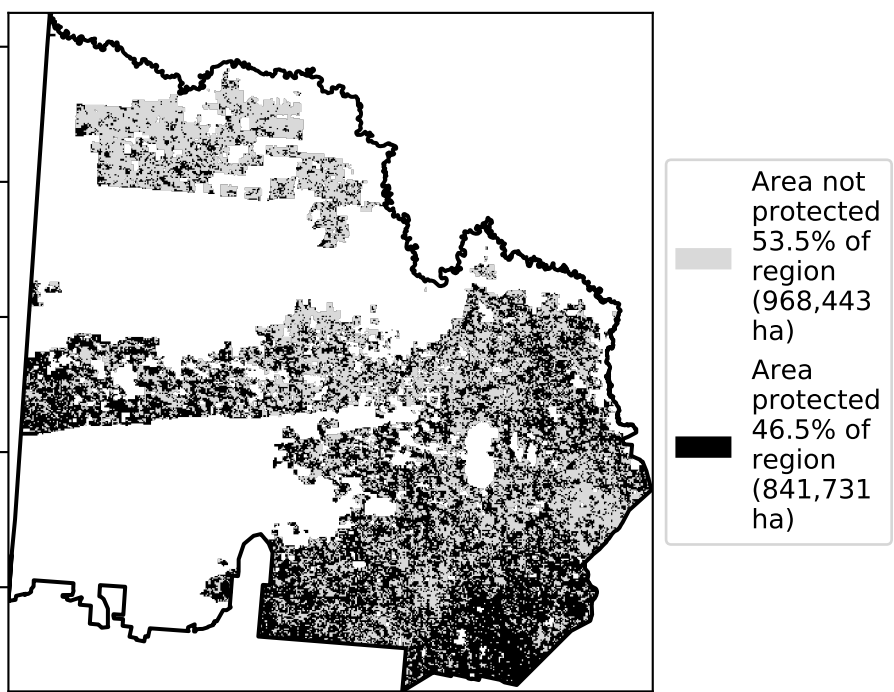 Area not
protected
53.5% of
region
(968,443
ha)
Area
protected
46.5% of
region
(841,731
ha)